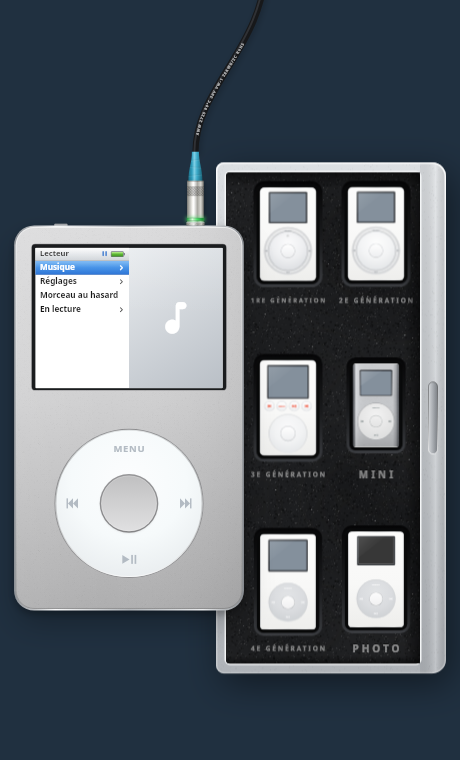 Lecteur
Musique
Réglages
Morceau au hasard
En lecture
MENU
1RE GÉNÉRATION
2E GÉNÉRATION
3E GÉNÉRATION
MINI
4E GÉNÉRATION
PHOTO